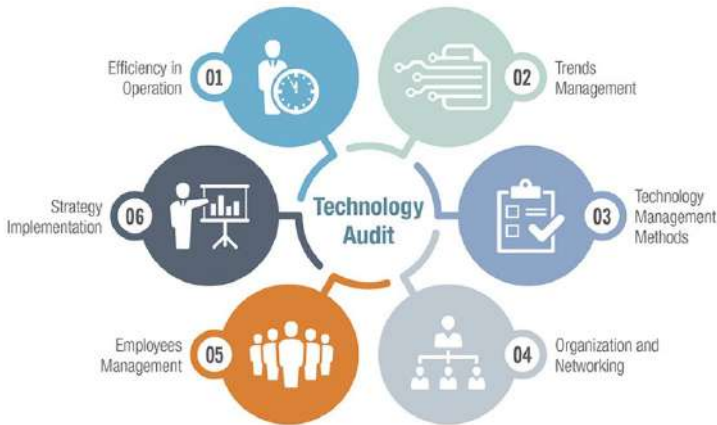 Efficiency in
Operation
01
02
Trends
Management
Strategy
Implementation
06
Technology
Audit
03
Technology
Management
Methods
Employees
Management
05
04
Organization and
Networking